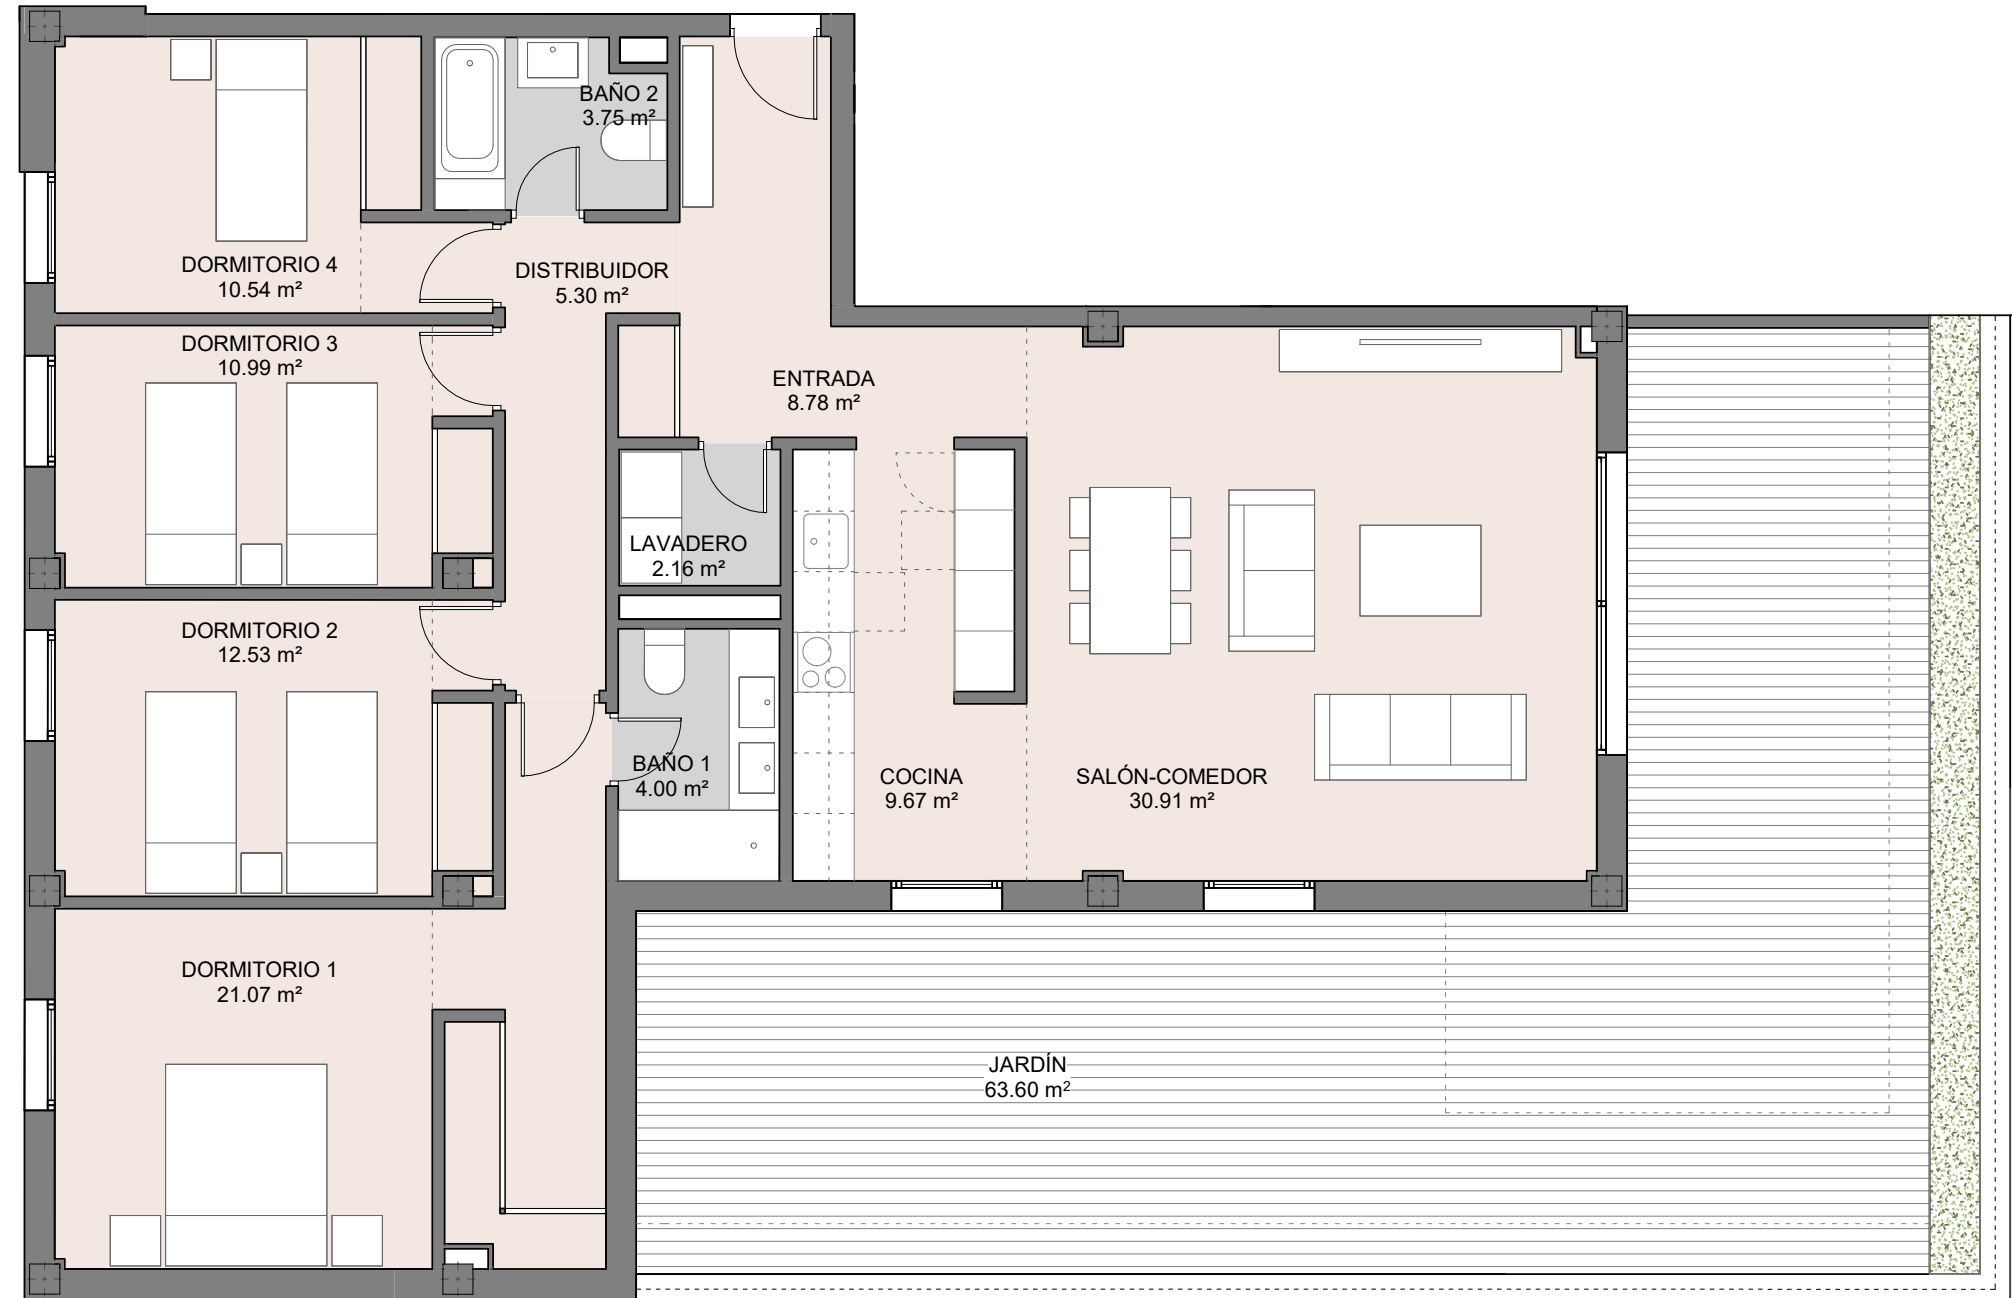 BAÑO 2
3.75 m²
DORMITORIO 4
10.54 m²
DISTRIBUIDOR
5.30 m²
DORMITORIO 3
10.99 m²
ENTRADA
8.78 m²
LAVADERO
2.16 m²
DORMITORIO 2
12.53 m²
BAÑO 1
4.00 m²
COCINA
9.67 m²
SALÓN-COMEDOR
30.91 m²
DORMITORIO 1
21.07 m²
JARDÍN
63.60 m²